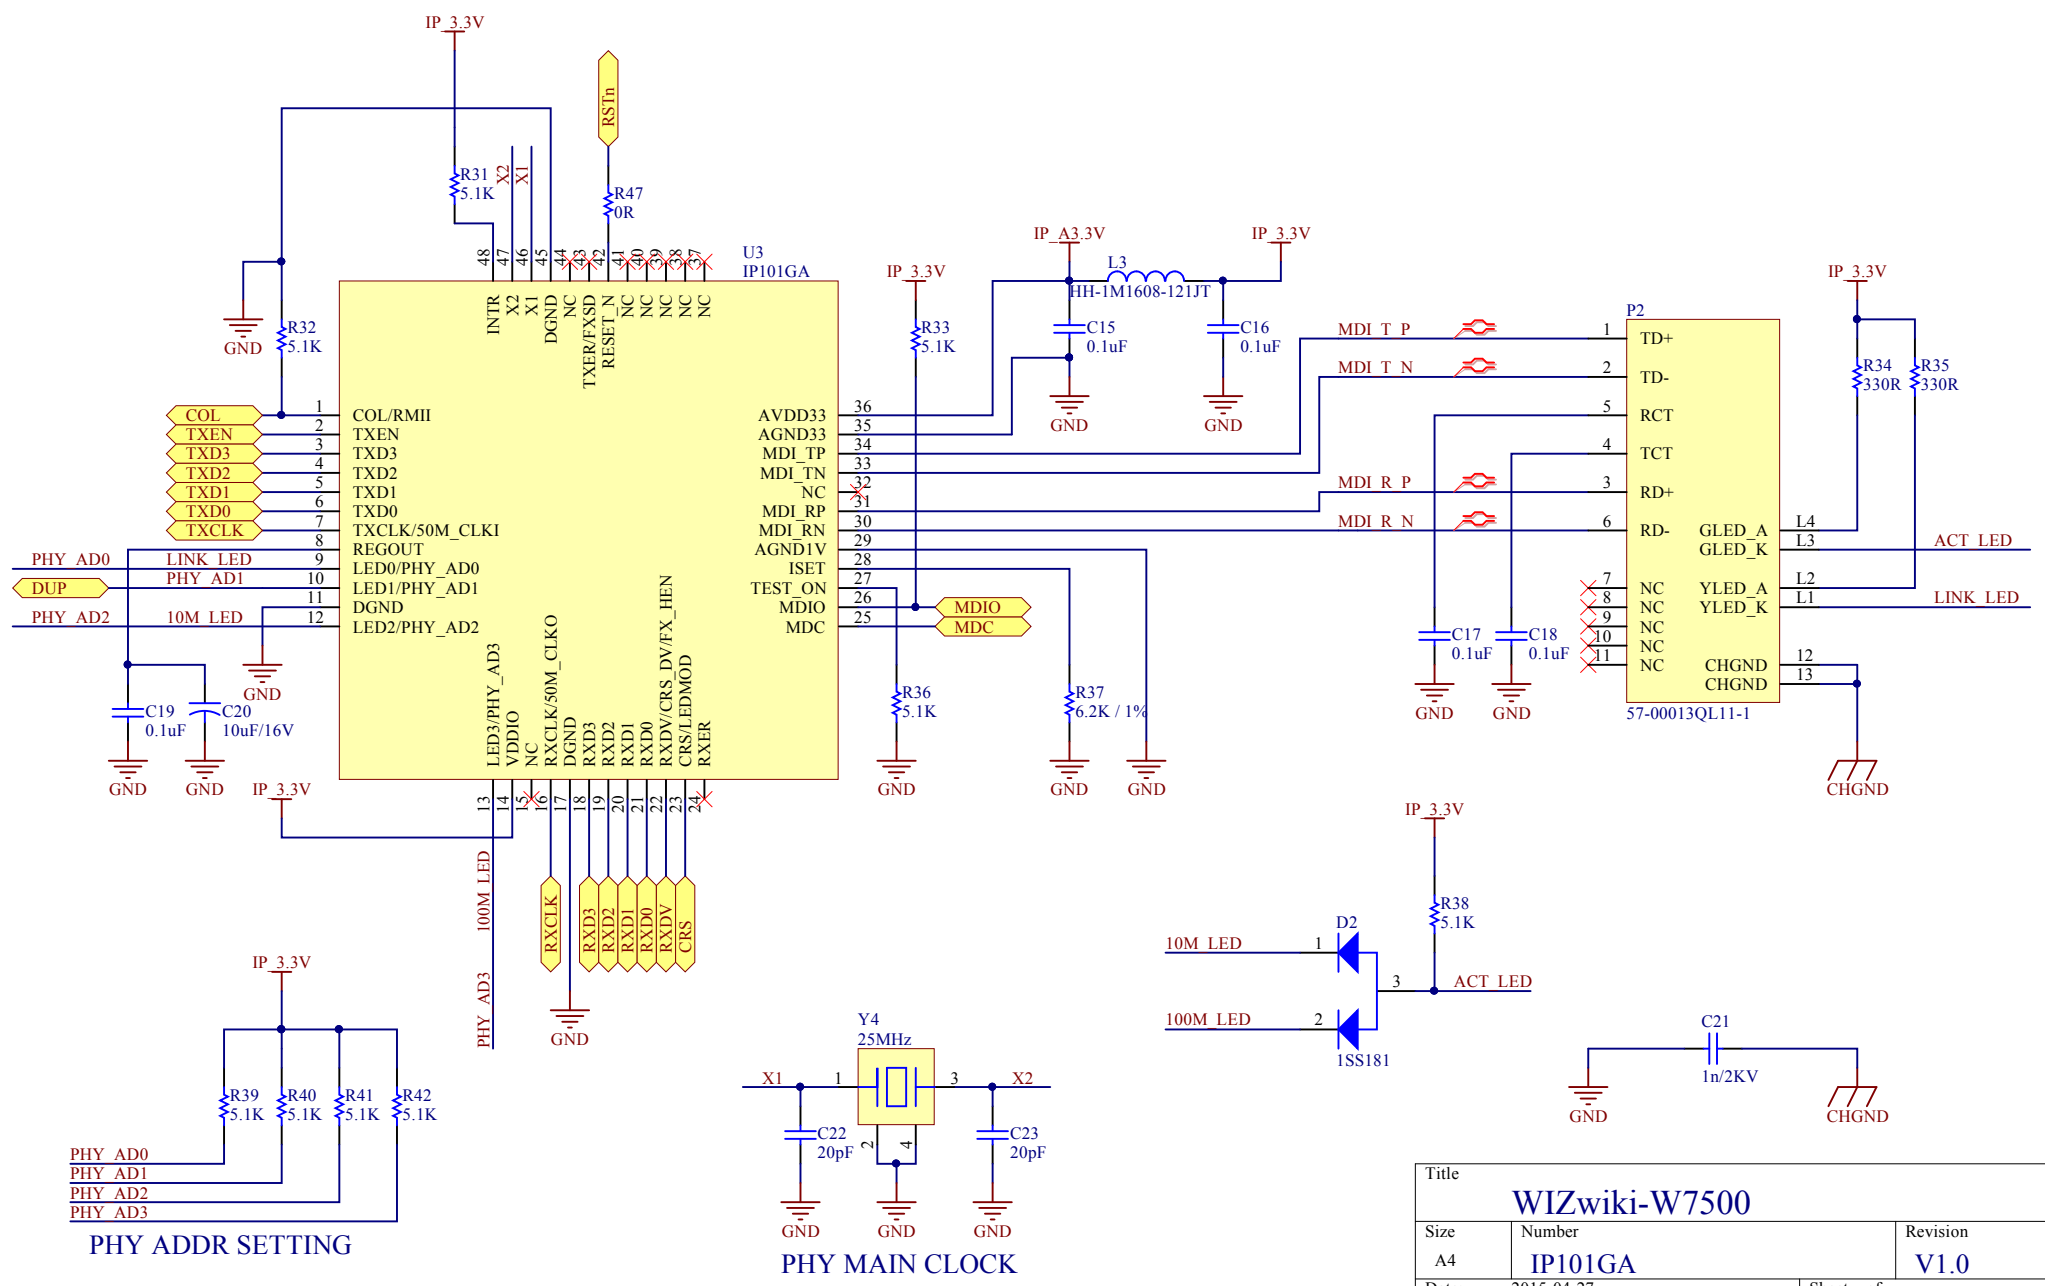 IP_3.3V
RSTn
R31
5.1K
X2
X1
R47
0R
48
47
46
45
44
43
42
41
40
39
38
37
U3
IP101GA
INTR
X2
X1
DGND
NC
TXER/FXSD
RESET_N
NC
NC
NC
NC
NC
GND
R32
5.1K
COL
TXEN
TXD3
TXD2
TXD1
TXD0
TXCLK
1
2
3
4
5
6
7
8
9
10
11
12
COL/RMII
TXEN
TXD3
TXD2
TXD1
TXD0
TXCLK/50M_CLKI
REGOUT
LED0/PHY_AD0
LED1/PHY_AD1
DGND
LED2/PHY_AD2
PHY_AD0
LINK_LED
DUP
PHY_AD1
PHY_AD2
10M_LED
GND
C19
0.1uF
C20
10uF/16V
GND
GND
IP_3.3V
AVDD33
AGND33
MDI_TP
MDI_TN
NC
MDI_RP
MDI_RN
AGND1V
ISET
TEST_ON
MDIO
MDC
36
35
34
33
32
31
30
29
28
27
26
25
MDIO
MDC
LED3/PHY_AD3
VDDIO
NC
RXCLK/50M_CLKO
DGND
RXD3
RXD2
RXD1
RXD0
RXDV/CRS_DV/FX_HEN
CRS/LEDMOD
RXER
13
14
15
16
17
18
19
20
21
22
23
24
100M_LED
PHY_AD3
RXCLK
RXD3
RXD2
RXD1
RXD0
RXDV
CRS
GND
IP_3.3V
R33
5.1K
IP_A3.3V
L3
HH-1M1608-121JT
IP_3.3V
C15
0.1uF
C16
0.1uF
GND
GND
MDI_T_P
MDI_T_N
MDI_R_P
MDI_R_N
R36
5.1K
R37
6.2K / 1%
GND
GND
GND
C17
0.1uF
C18
0.1uF
GND
GND
P2
1
2
5
4
3
6
7
8
9
10
11
TD+
TD-
RCT
TCT
RD+
RD-
NC
NC
NC
NC
NC
GLED_A
GLED_K
YLED_A
YLED_K
CHGND
CHGND
L4
L3
L2
L1
12
13
57-00013QL11-1
IP_3.3V
R34
330R
R35
330R
ACT_LED
LINK_LED
CHGND
IP_3.3V
R38
5.1K
D2
10M_LED
1
100M_LED
2
3
ACT_LED
1SS181
C21
1n/2KV
GND
CHGND
IP_3.3V
R39
5.1K
R40
5.1K
R41
5.1K
R42
5.1K
PHY_AD0
PHY_AD1
PHY_AD2
PHY_AD3
PHY ADDR SETTING
Y4
25MHz
X1
1
3
X2
2
4
C22
20pF
C23
20pF
GND
GND
GND
PHY MAIN CLOCK
Title
WIZwiki-W7500
Size
Number
Revision
A4
IP101GA
V1.0
2015-04-27